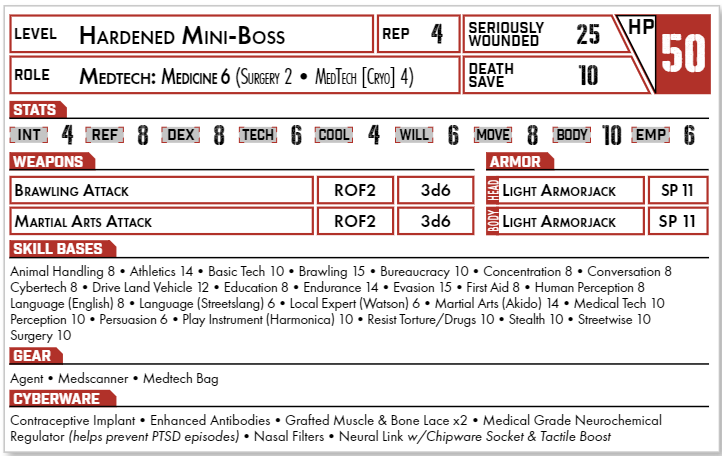 LEVEL HARDENED MINI-BOSS REP 4 SERIOUSLY WOUNDED 25 HP 50
ROLE MEDTECH: MEDICINE 6 (SURGERY 2 • MEDTECH [CRYO] 4) DEATH SAVE 10
STATS
INT 4 REF 8 DEX 8 TECH 6 COOL 4 WILL 6 MOVE 8 BODY 10 EMP 6
WEAPONS ARMOR
BRAWLING ATTACK ROF2 3d6 HEAD LIGHT ARMORJACK SP 11
MARTIAL ARTS ATTACK ROF2 3d6 BODY LIGHT ARMORJACK SP 11
SKILL BASES
Animal Handling 8 • Athletics 14 • Basic Tech 10 • Brawling 15 • Bureaucracy 10 • Concentration 8 • Conversation 8
Cybertech 8 • Drive Land Vehicle 12 • Education 8 • Endurance 14 • Evasion 15 • First Aid 8 • Human Perception 8
Language (English) 8 • Language (Streetslang) 6 • Local Expert (Watson) 6 • Martial Arts (Akido) 14 • Medical Tech 10
Perception 10 • Persuasion 6 • Play Instrument (Harmonica) 10 • Resist Torture/Drugs 10 • Stealth 10 • Streetwise 10
Surgery 10
GEAR
Agent • Medscanner • Medtech Bag
CYBERWARE
Contraceptive Implant • Enhanced Antibodies • Grafted Muscle & Bone Lace x2 • Medical Grade Neurochemical
Regulator (helps prevent PTSD episodes) • Nasal Filters • Neural Link w/Chipware Socket & Tactile Boost